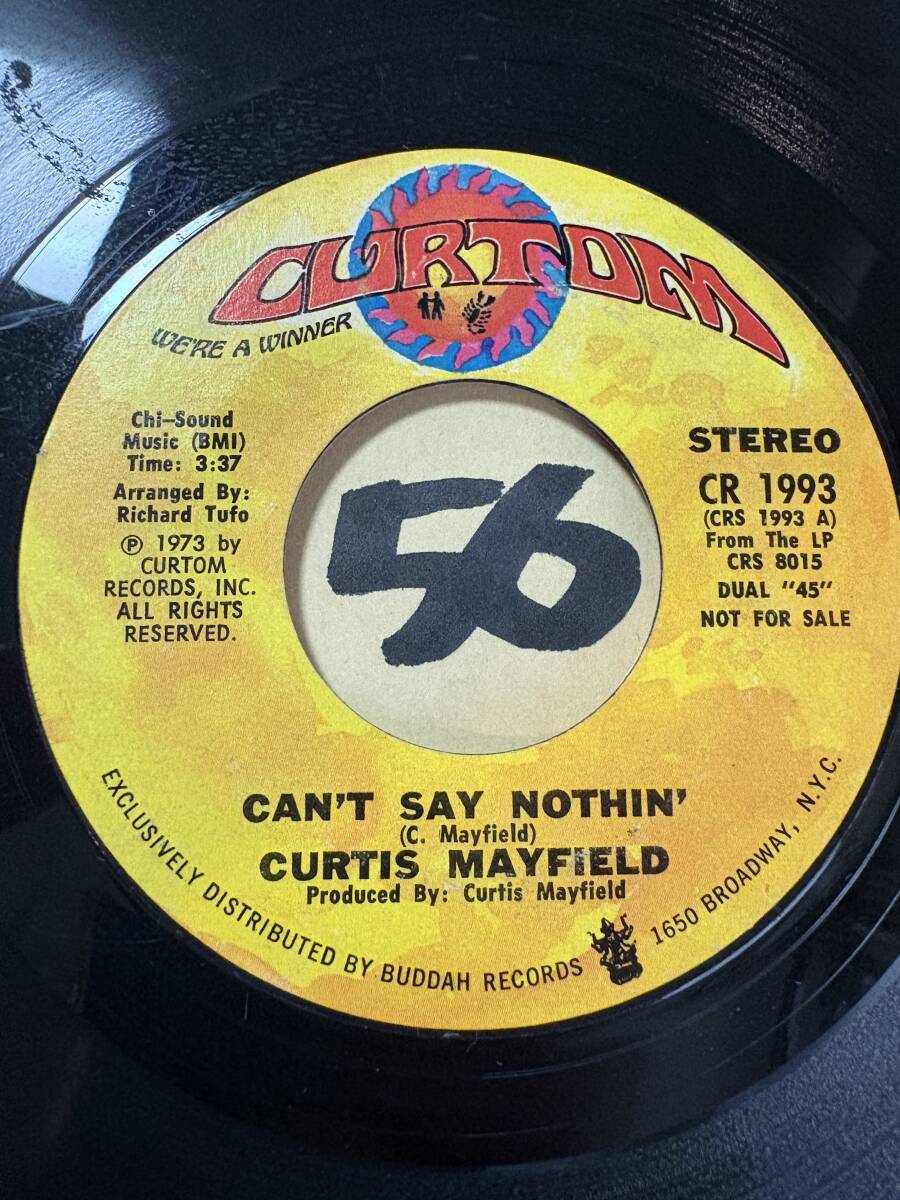 CURTOM
WE'RE A WINNER
Chi-Sound
Music (BMI)
Time: 3:37
Arranged By:
Richard Tufo
℗ 1973 by
CURTOM
RECORDS, INC.
ALL RIGHTS
RESERVED.
STEREO
CR 1993
(CRS 1993 A)
From The LP
CRS 8015
DUAL "45"
NOT FOR SALE
56
CAN'T SAY NOTHIN'
(C. Mayfield)
CURTIS MAYFIELD
Produced By: Curtis Mayfield
EXCLUSIVELY DISTRIBUTED BY BUDDAH RECORDS 1650 BROADWAY, N.Y.C.